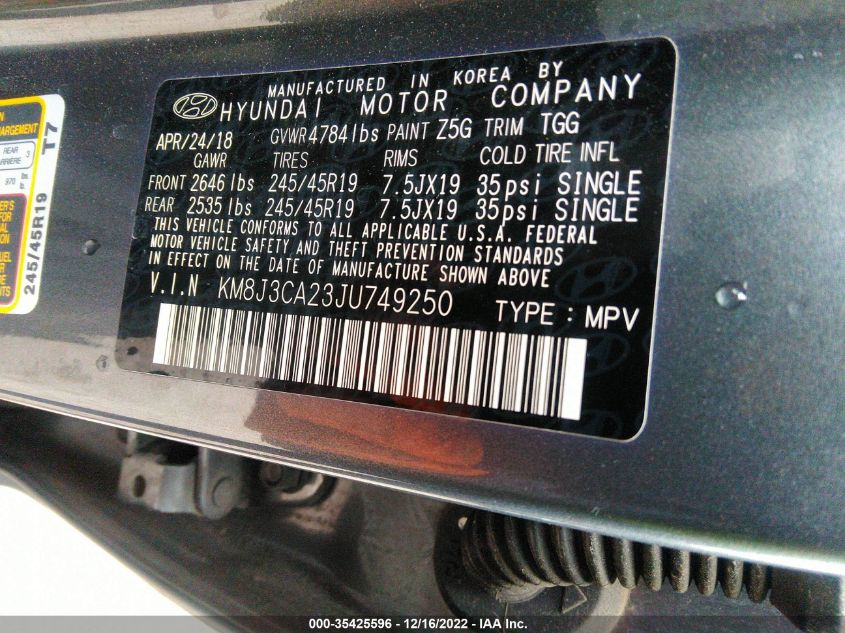 MANUFACTURED IN KOREA BY
HYUNDAI MOTOR COMPANY
APR/24/18 GVWR 4784 lbs PAINT Z5G TRIM TGG
GAWR TIRES RIMS COLD TIRE INFL
FRONT 2646 lbs 245/45R19 7.5JX19 35psi SINGLE
REAR 2535 lbs 245/45R19 7.5JX19 35psi SINGLE
THIS VEHICLE CONFORMS TO ALL APPLICABLE U.S.A. FEDERAL
MOTOR VEHICLE SAFETY AND THEFT PREVENTION STANDARDS
IN EFFECT ON THE DATE OF MANUFACTURE SHOWN ABOVE
V.I.N KM8J3CA23JU749250 TYPE : MPV
REAR
3
970
lbs.
245/45R19 T7
000-35425596 - 12/16/2022 - IAA Inc.